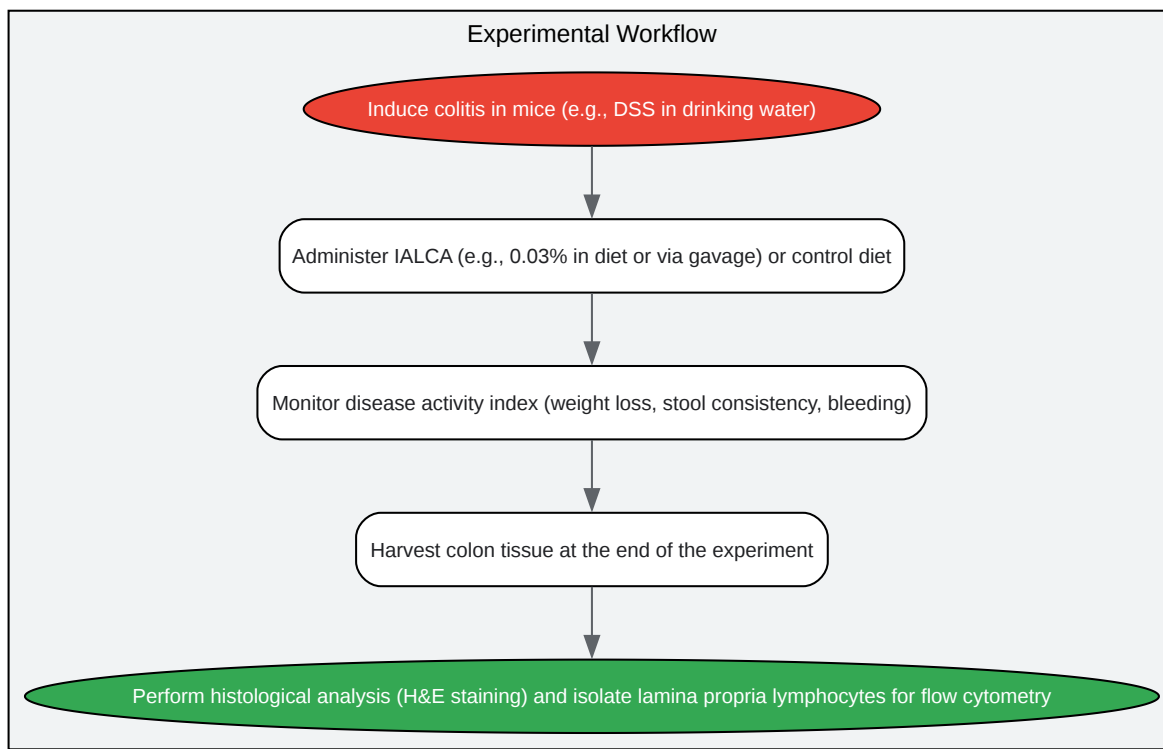 Experimental Workflow
Induce colitis in mice (e.g., DSS in drinking water)
Administer IALCA (e.g., 0.03% in diet or via gavage) or control diet
Monitor disease activity index (weight loss, stool consistency, bleeding)
Harvest colon tissue at the end of the experiment
Perform histological analysis (H&E staining) and isolate lamina propria lymphocytes for flow cytometry